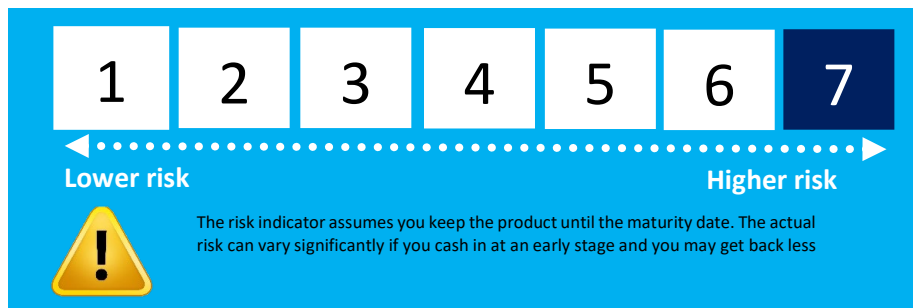 1 2 3 4 5 6 7
Lower risk Higher risk
The risk indicator assumes you keep the product until the maturity date. The actual
risk can vary significantly if you cash in at an early stage and you may get back less